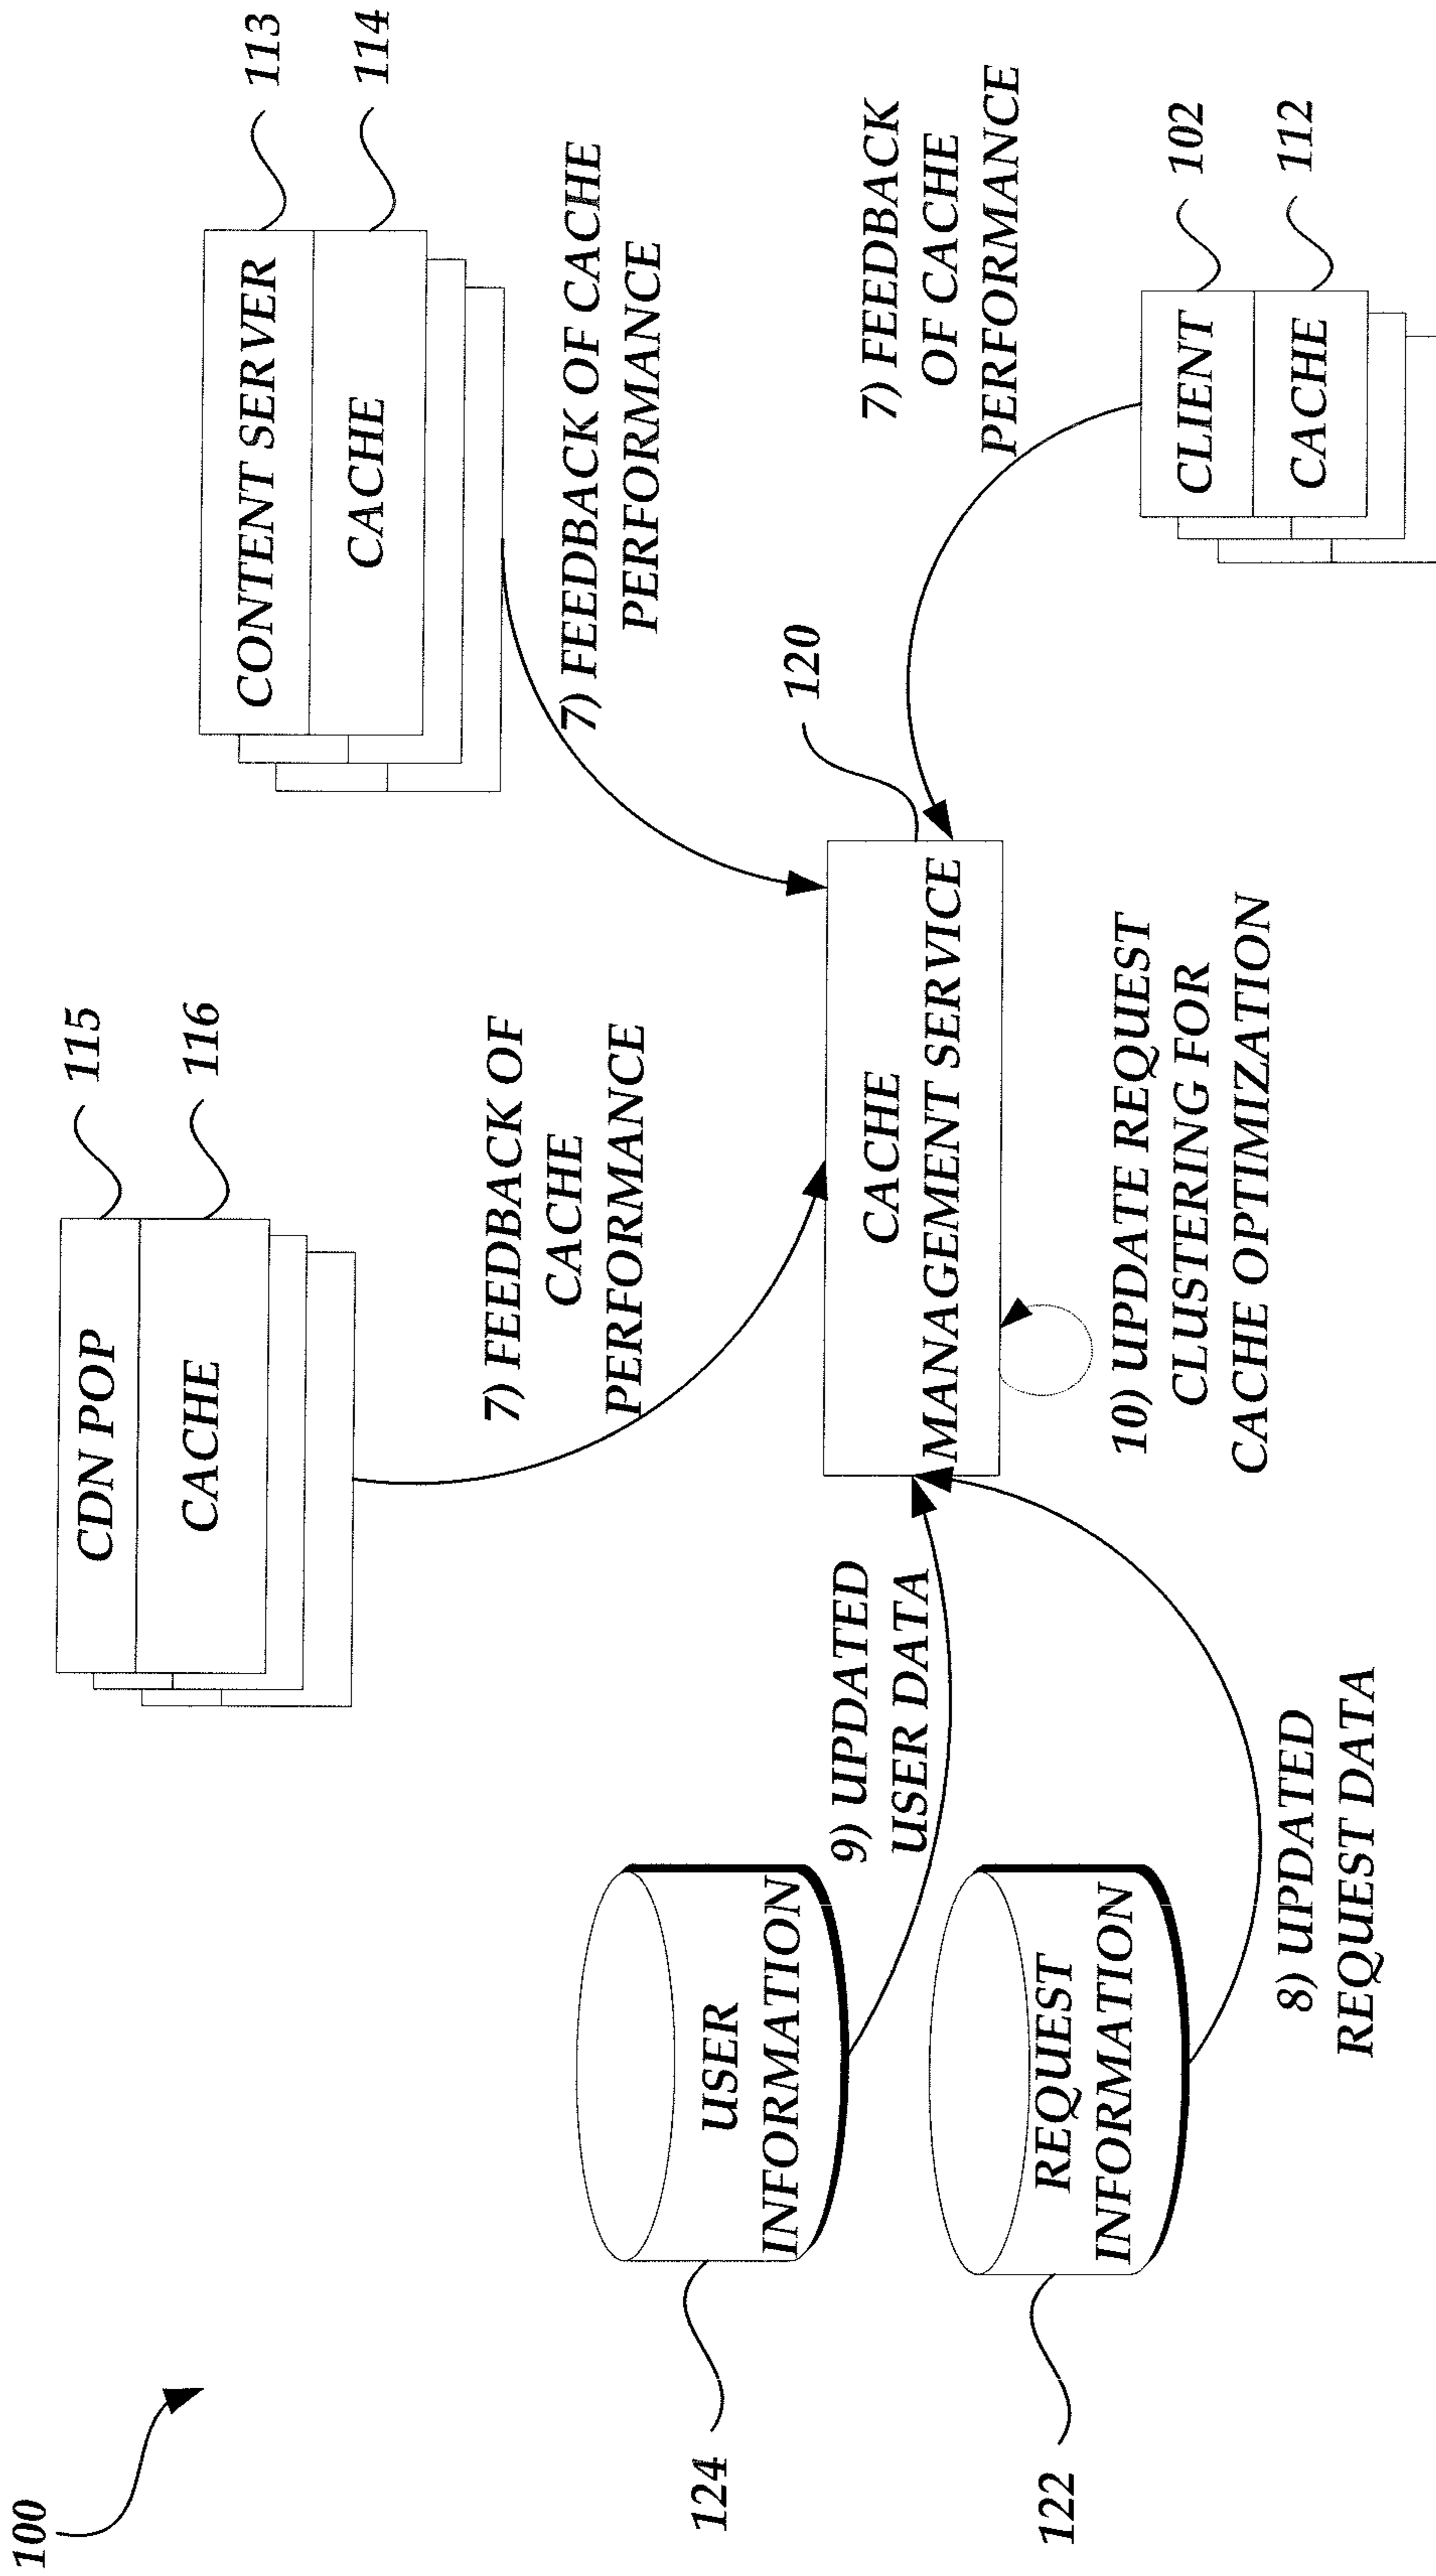 100
CDN POP
CACHE
115
116
CONTENT SERVER
CACHE
113
114
7) FEEDBACK OF
CACHE
PERFORMANCE
7) FEEDBACK OF CACHE
PERFORMANCE
USER
INFORMATION
124
9) UPDATED
USER DATA
CACHE
MANAGEMENT SERVICE
120
7) FEEDBACK
OF CACHE
PERFORMANCE
REQUEST
INFORMATION
122
8) UPDATED
REQUEST DATA
10) UPDATE REQUEST
CLUSTERING FOR
CACHE OPTIMIZATION
CLIENT
CACHE
102
112